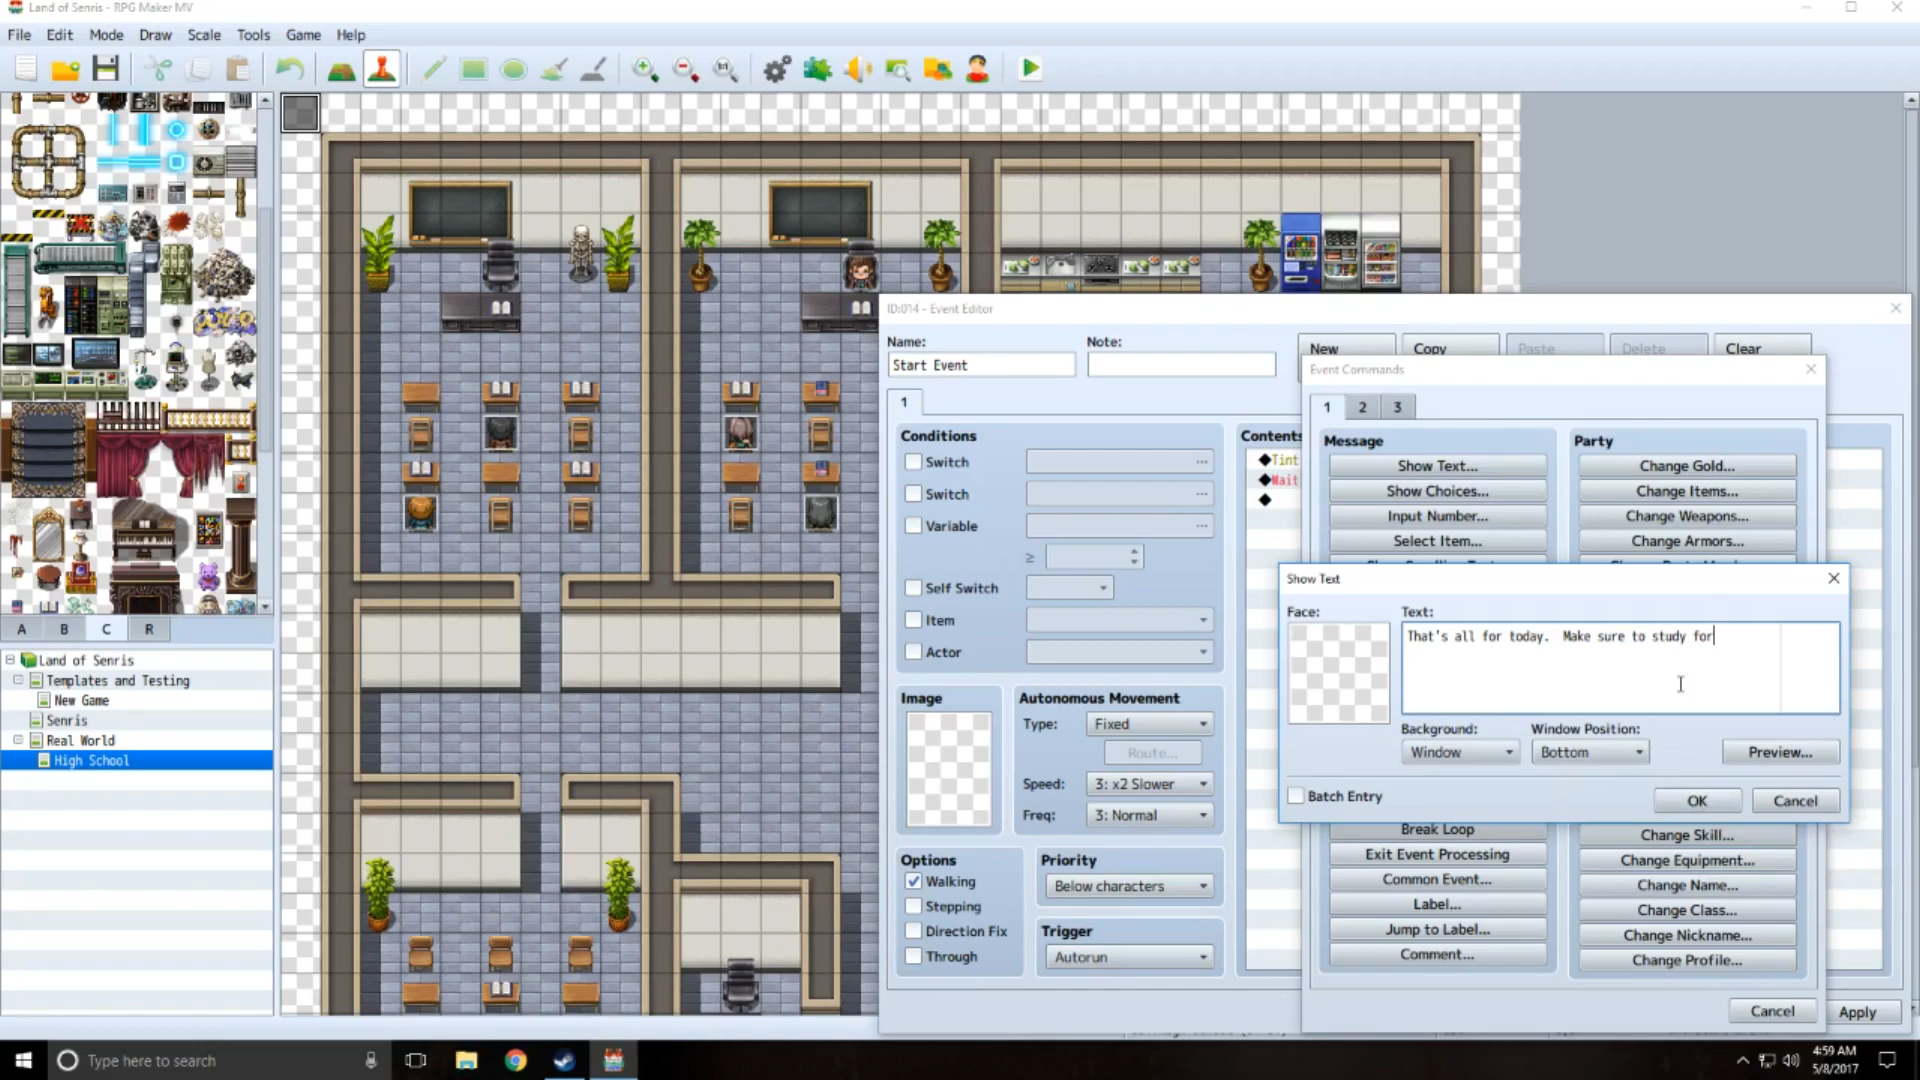 Land of Senris - RPG Maker MV
File Edit Mode Draw Scale Tools Game Help
1:1
ID:014 - Event Editor
Name: Note:
Start Event
New Copy Paste Delete Clear
Event Commands
1
1 2 3
Conditions
Switch ...
Switch ...
Variable ...
≥
Self Switch
Item
Actor
Contents
◆Tint
◆Wait
◆
Message Party
Show Text... Change Gold...
Show Choices... Change Items...
Input Number... Change Weapons...
Select Item... Change Armors...
Show Text
Face: Text:
That's all for today.  Make sure to study for
Background: Window Position:
Window Bottom Preview...
Batch Entry OK Cancel
Image
Autonomous Movement
Type: Fixed
Route...
Speed: 3: x2 Slower
Freq: 3: Normal
Options
Walking
Stepping
Direction Fix
Through
Priority
Below characters
Trigger
Autorun
Break Loop Change Skill...
Exit Event Processing Change Equipment...
Common Event... Change Name...
Label... Change Class...
Jump to Label... Change Nickname...
Comment... Change Profile...
Cancel Apply
A B C R
Land of Senris
Templates and Testing
New Game
Senris
Real World
High School
Type here to search
4:59 AM
5/8/2017